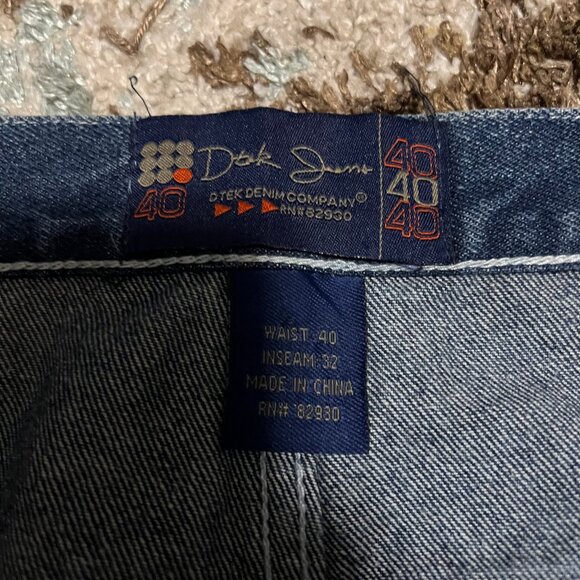 Dtek Jeans
DTEK DENIM COMPANY®
RN#82930
40
40
40
40
WAIST 40
INSEAM 32
MADE IN CHINA
RN# 82930